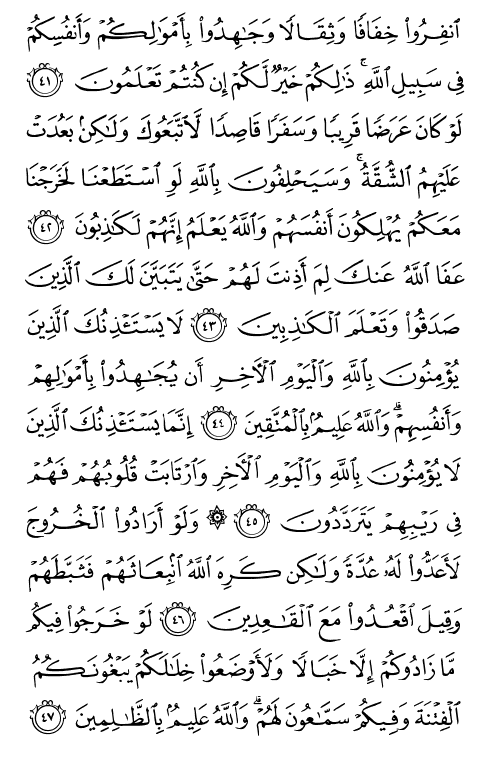 ٱنفِرُوا۟ خِفَافًا وَثِقَالًا وَجَـٰهِدُوا۟ بِأَمْوَٰلِكُمْ وَأَنفُسِكُمْ
فِى سَبِيلِ ٱللَّهِ ۚ ذَٰلِكُمْ خَيْرٌ لَّكُمْ إِن كُنتُمْ تَعْلَمُونَ ﴿٤١﴾
لَوْ كَانَ عَرَضًا قَرِيبًا وَسَفَرًا قَاصِدًا لَّٱتَّبَعُوكَ وَلَـٰكِنۢ بَعُدَتْ
عَلَيْهِمُ ٱلشُّقَّةُ ۚ وَسَيَحْلِفُونَ بِٱللَّهِ لَوِ ٱسْتَطَعْنَا لَخَرَجْنَا
مَعَكُمْ يُهْلِكُونَ أَنفُسَهُمْ وَٱللَّهُ يَعْلَمُ إِنَّهُمْ لَكَـٰذِبُونَ ﴿٤٢﴾
عَفَا ٱللَّهُ عَنكَ لِمَ أَذِنتَ لَهُمْ حَتَّىٰ يَتَبَيَّنَ لَكَ ٱلَّذِينَ
صَدَقُوا۟ وَتَعْلَمَ ٱلْكَـٰذِبِينَ ﴿٤٣﴾ لَا يَسْتَـْٔذِنُكَ ٱلَّذِينَ
يُؤْمِنُونَ بِٱللَّهِ وَٱلْيَوْمِ ٱلْـَٔاخِرِ أَن يُجَـٰهِدُوا۟ بِأَمْوَٰلِهِمْ
وَأَنفُسِهِمْ ۗ وَٱللَّهُ عَلِيمٌۢ بِٱلْمُتَّقِينَ ﴿٤٤﴾ إِنَّمَا يَسْتَـْٔذِنُكَ ٱلَّذِينَ
لَا يُؤْمِنُونَ بِٱللَّهِ وَٱلْيَوْمِ ٱلْـَٔاخِرِ وَٱرْتَابَتْ قُلُوبُهُمْ فَهُمْ
فِى رَيْبِهِمْ يَتَرَدَّدُونَ ﴿٤٥﴾ ۞ وَلَوْ أَرَادُوا۟ ٱلْخُرُوجَ
لَأَعَدُّوا۟ لَهُۥ عُدَّةً وَلَـٰكِن كَرِهَ ٱللَّهُ ٱنۢبِعَاثَهُمْ فَثَبَّطَهُمْ
وَقِيلَ ٱقْعُدُوا۟ مَعَ ٱلْقَـٰعِدِينَ ﴿٤٦﴾ لَوْ خَرَجُوا۟ فِيكُم
مَّا زَادُوكُمْ إِلَّا خَبَالًا وَلَأَوْضَعُوا۟ خِلَـٰلَكُمْ يَبْغُونَكُمُ
ٱلْفِتْنَةَ وَفِيكُمْ سَمَّـٰعُونَ لَهُمْ ۗ وَٱللَّهُ عَلِيمٌۢ بِٱلظَّـٰلِمِينَ ﴿٤٧﴾